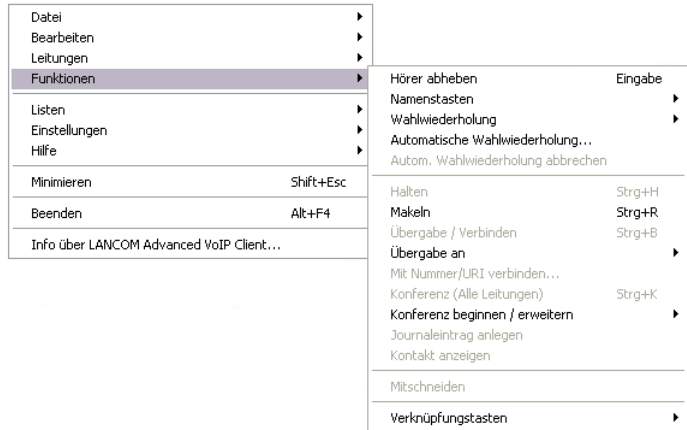 Datei
Bearbeiten
Leitungen
Funktionen
Listen
Einstellungen
Hilfe
Minimieren Shift+Esc
Beenden Alt+F4
Info über LANCOM Advanced VoIP Client...
Hörer abheben Eingabe
Namenstasten
Wahlwiederholung
Automatische Wahlwiederholung...
Autom. Wahlwiederholung abbrechen
Halten Strg+H
Makeln Strg+R
Übergabe / Verbinden Strg+B
Übergabe an
Mit Nummer/URI verbinden...
Konferenz (Alle Leitungen) Strg+K
Konferenz beginnen / erweitern
Journaleintrag anlegen
Kontakt anzeigen
Mitschneiden
Verknüpfungstasten